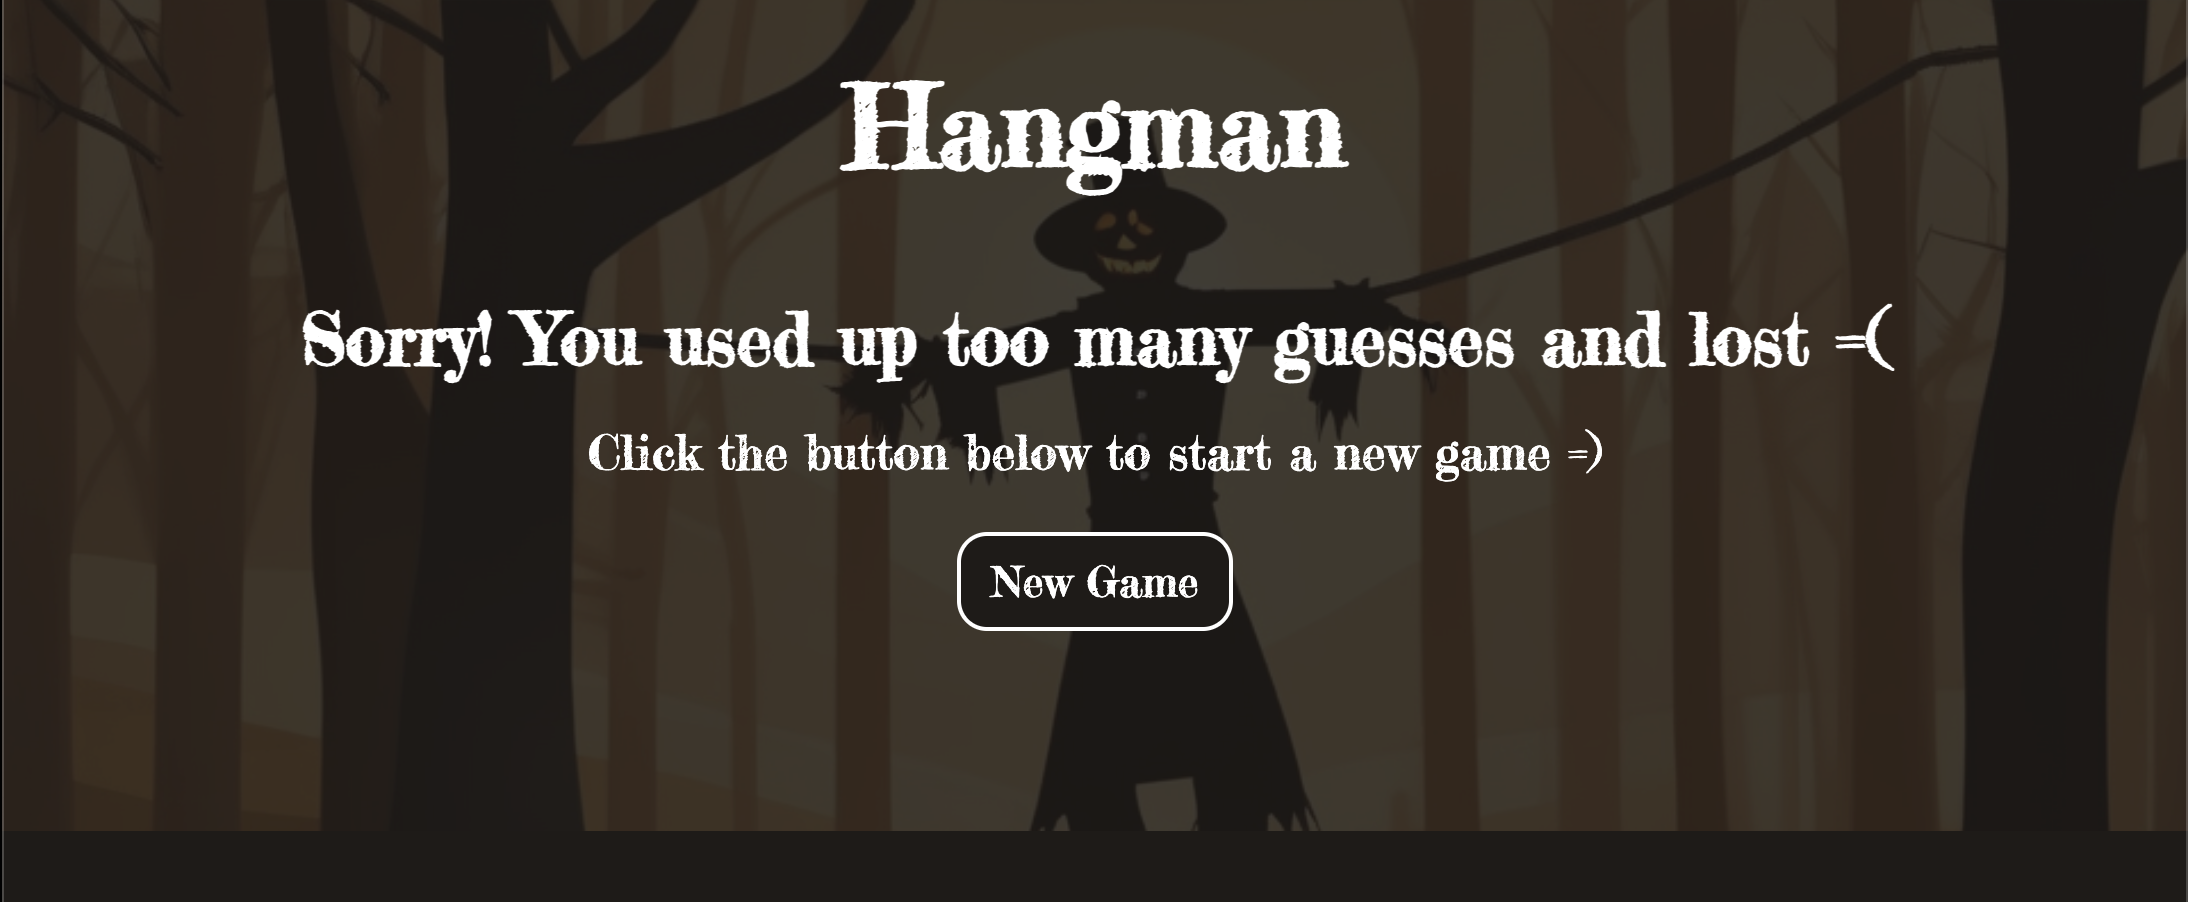 Hangman
Sorry! You used up too many guesses and lost =(
Click the button below to start a new game =)
New Game